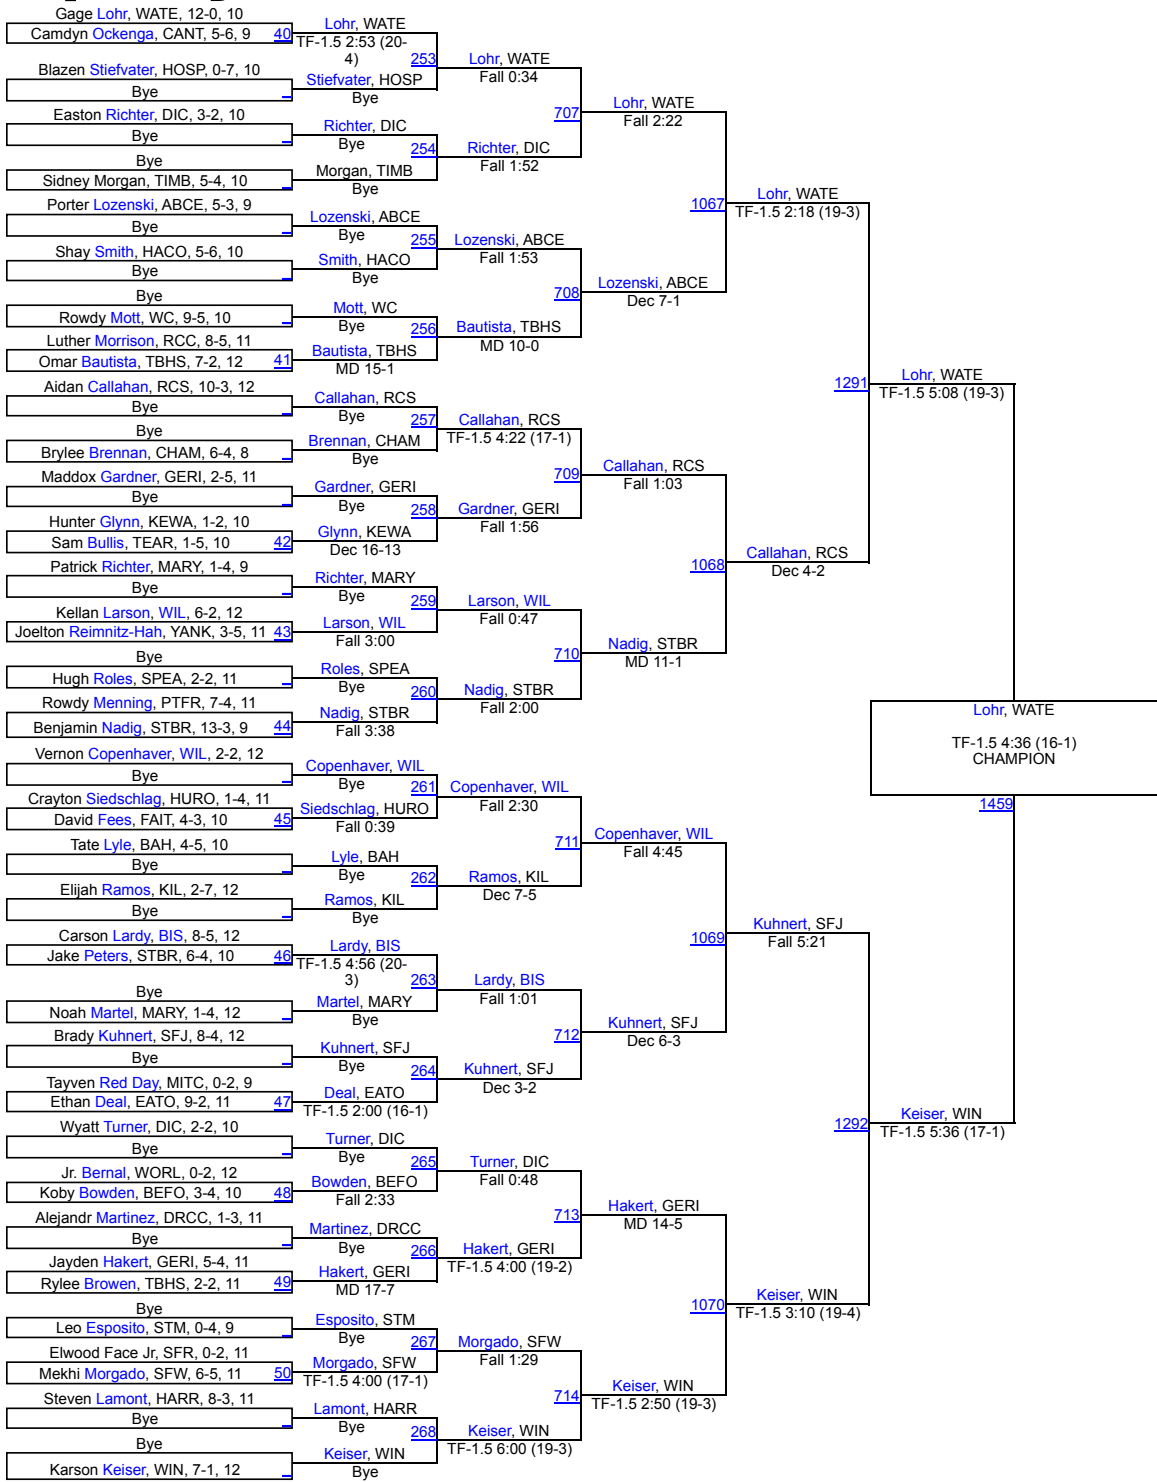 Gage Lohr, WATE, 12-0, 10
Camdyn Ockenga, CANT, 5-6, 9 40
Blazen Stiefvater, HOSP, 0-7, 10
Bye
Easton Richter, DIC, 3-2, 10
Bye
Bye
Sidney Morgan, TIMB, 5-4, 10
Porter Lozenski, ABCE, 5-3, 9
Bye
Shay Smith, HACO, 5-6, 10
Bye
Bye
Rowdy Mott, WC, 9-5, 10
Luther Morrison, RCC, 8-5, 11
Omar Bautista, TBHS, 7-2, 12 41
Aidan Callahan, RCS, 10-3, 12
Bye
Bye
Brylee Brennan, CHAM, 6-4, 8
Maddox Gardner, GERI, 2-5, 11
Bye
Hunter Glynn, KEWA, 1-2, 10
Sam Bullis, TEAR, 1-5, 10 42
Patrick Richter, MARY, 1-4, 9
Bye
Kellan Larson, WIL, 6-2, 12
Joelton Reimnitz-Hah, YANK, 3-5, 11 43
Bye
Hugh Roles, SPEA, 2-2, 11
Rowdy Menning, PTFR, 7-4, 11
Benjamin Nadig, STBR, 13-3, 9 44
Vernon Copenhaver, WIL, 2-2, 12
Bye
Crayton Siedschlag, HURO, 1-4, 11
David Fees, FAIT, 4-3, 10 45
Tate Lyle, BAH, 4-5, 10
Bye
Elijah Ramos, KIL, 2-7, 12
Bye
Carson Lardy, BIS, 8-5, 12
Jake Peters, STBR, 6-4, 10 46
Bye
Noah Martel, MARY, 1-4, 12
Brady Kuhnert, SFJ, 8-4, 12
Bye
Tayven Red Day, MITC, 0-2, 9
Ethan Deal, EATO, 9-2, 11 47
Wyatt Turner, DIC, 2-2, 10
Bye
Jr. Bernal, WORL, 0-2, 12
Koby Bowden, BEFO, 3-4, 10 48
Alejandr Martinez, DRCC, 1-3, 11
Bye
Jayden Hakert, GERI, 5-4, 11
Rylee Browen, TBHS, 2-2, 11 49
Bye
Leo Esposito, STM, 0-4, 9
Elwood Face Jr, SFR, 0-2, 11
Mekhi Morgado, SFW, 6-5, 11 50
Steven Lamont, HARR, 8-3, 11
Bye
Bye
Karson Keiser, WIN, 7-1, 12
Lohr, WATE
TF-1.5 2:53 (20-
4)
253
Stiefvater, HOSP
Bye
Richter, DIC
Bye
254
Morgan, TIMB
Bye
Lozenski, ABCE
Bye
255
Smith, HACO
Bye
Mott, WC
Bye
256
Bautista, TBHS
MD 15-1
Callahan, RCS
Bye
257
Brennan, CHAM
Bye
Gardner, GERI
Bye
258
Glynn, KEWA
Dec 16-13
Richter, MARY
Bye
259
Larson, WIL
Fall 3:00
Roles, SPEA
Bye
260
Nadig, STBR
Fall 3:38
Copenhaver, WIL
Bye
261
Siedschlag, HURO
Fall 0:39
Lyle, BAH
Bye
262
Ramos, KIL
Bye
Lardy, BIS
TF-1.5 4:56 (20-
3)
263
Martel, MARY
Bye
Kuhnert, SFJ
Bye
264
Deal, EATO
TF-1.5 2:00 (16-1)
Turner, DIC
Bye
265
Bowden, BEFO
Fall 2:33
Martinez, DRCC
Bye
266
Hakert, GERI
MD 17-7
Esposito, STM
Bye
267
Morgado, SFW
TF-1.5 4:00 (17-1)
Lamont, HARR
Bye
268
Keiser, WIN
Bye
Lohr, WATE
Fall 0:34
707
Richter, DIC
Fall 1:52
Lozenski, ABCE
Fall 1:53
708
Bautista, TBHS
MD 10-0
Callahan, RCS
TF-1.5 4:22 (17-1)
709
Gardner, GERI
Fall 1:56
Larson, WIL
Fall 0:47
710
Nadig, STBR
Fall 2:00
Copenhaver, WIL
Fall 2:30
711
Ramos, KIL
Dec 7-5
Lardy, BIS
Fall 1:01
712
Kuhnert, SFJ
Dec 3-2
Turner, DIC
Fall 0:48
713
Hakert, GERI
TF-1.5 4:00 (19-2)
Morgado, SFW
Fall 1:29
714
Keiser, WIN
TF-1.5 6:00 (19-3)
Lohr, WATE
Fall 2:22
1067
Lozenski, ABCE
Dec 7-1
Callahan, RCS
Fall 1:03
1068
Nadig, STBR
MD 11-1
Copenhaver, WIL
Fall 4:45
1069
Kuhnert, SFJ
Dec 6-3
Hakert, GERI
MD 14-5
1070
Keiser, WIN
TF-1.5 2:50 (19-3)
Lohr, WATE
TF-1.5 2:18 (19-3)
1291
Callahan, RCS
Dec 4-2
Kuhnert, SFJ
Fall 5:21
1292
Keiser, WIN
TF-1.5 3:10 (19-4)
Lohr, WATE
TF-1.5 5:08 (19-3)
Keiser, WIN
TF-1.5 5:36 (17-1)
Lohr, WATE
TF-1.5 4:36 (16-1)
CHAMPION
1459